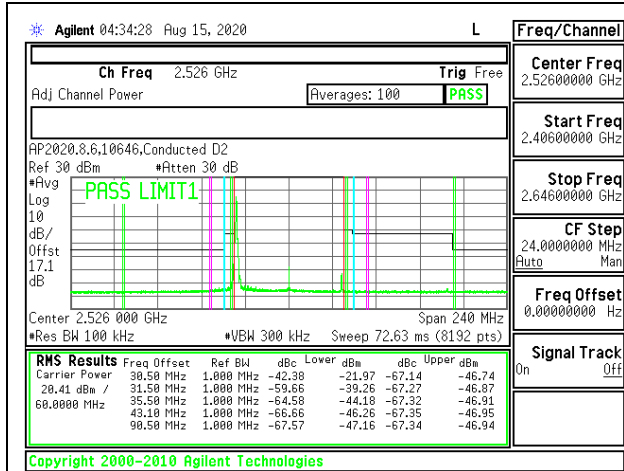 Agilent 04:34:28 Aug 15, 2020 L
Freq/Channel
Ch Freq 2.526 GHz Trig Free
Adj Channel Power Averages: 100 PASS
AP2020.8.6,10646,Conducted D2
Ref 30 dBm #Atten 30 dB
#Avg
Log
10
dB/
Offst
17.1
dB
PASS LIMIT1
Center 2.526 000 GHz Span 240 MHz
#Res BW 100 kHz #VBW 300 kHz Sweep 72.63 ms (8192 pts)
RMS Results Freq Offset Ref BW dBc Lower dBm dBc Upper dBm
Carrier Power 30.50 MHz 1.000 MHz -42.38 -21.97 -67.14 -46.74
20.41 dBm / 31.50 MHz 1.000 MHz -59.66 -39.26 -67.27 -46.87
60.0000 MHz 35.50 MHz 1.000 MHz -64.58 -44.18 -67.32 -46.91
43.10 MHz 1.000 MHz -66.66 -46.26 -67.35 -46.95
90.50 MHz 1.000 MHz -67.57 -47.16 -67.34 -46.94
Copyright 2000-2010 Agilent Technologies
Center Freq
2.52600000 GHz
Start Freq
2.40600000 GHz
Stop Freq
2.64600000 GHz
CF Step
24.0000000 MHz
Auto Man
Freq Offset
0.00000000 Hz
Signal Track
On Off